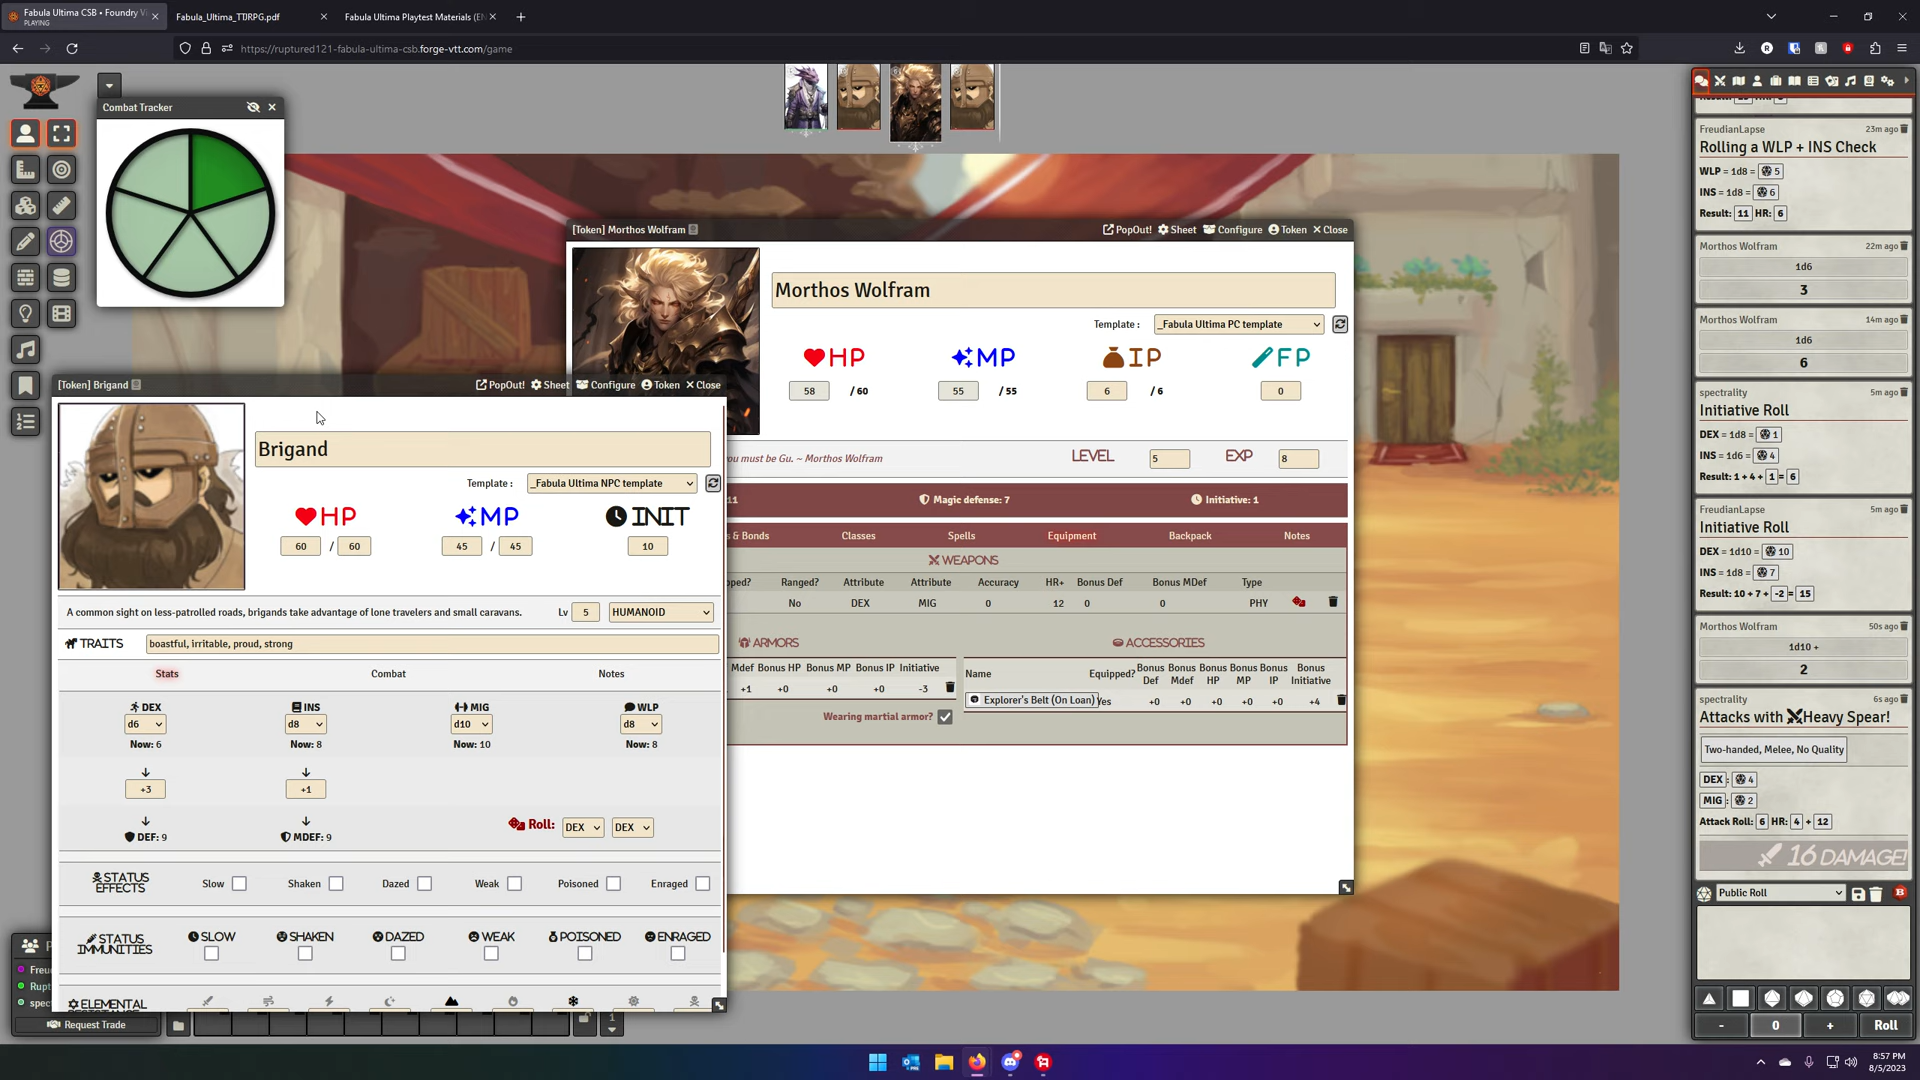 Fabula Ultima CSB • Foundry Vi
PLAYING
Fabula_Ultima_TTJRPG.pdf
Fabula Ultima Playtest Materials (EN
https://ruptured121-fabula-ultima-csb.forge-vtt.com/game
Combat Tracker
[Token] Morthos Wolfram
PopOut! Sheet Configure Token Close
Morthos Wolfram
Template : _Fabula Ultima PC template
HP MP IP FP
58 / 60 55 / 55 6 / 6 0
you must be Gu. ~ Morthos Wolfram
LEVEL 5 EXP 8
11 Magic defense: 7 Initiative: 1
s & Bonds Classes Spells Equipment Backpack Notes
WEAPONS
pped? Ranged? Attribute Attribute Accuracy HR+ Bonus Def Bonus MDef Type
No DEX MIG 0 12 0 0 PHY
ARMORS
Mdef Bonus HP Bonus MP Bonus IP Initiative
+1 +0 +0 +0 -3
Wearing martial armor?
ACCESSORIES
Name Equipped? Bonus Def Bonus Mdef Bonus HP Bonus MP Bonus IP Bonus Initiative
Explorer's Belt (On Loan) Yes +0 +0 +0 +0 +0 +4
[Token] Brigand
PopOut! Sheet Configure Token Close
Brigand
Template : _Fabula Ultima NPC template
HP MP INIT
60 / 60 45 / 45 10
A common sight on less-patrolled roads, brigands take advantage of lone travelers and small caravans.
Lv 5 HUMANOID
TRAITS boastful, irritable, proud, strong
Stats Combat Notes
DEX INS MIG WLP
d6 d8 d10 d8
Now: 6 Now: 8 Now: 10 Now: 8
+3 +1
DEF: 9 MDEF: 9
Roll: DEX DEX
STATUS EFFECTS
Slow Shaken Dazed Weak Poisoned Enraged
STATUS IMMUNITIES
SLOW SHAKEN DAZED WEAK POISONED ENRAGED
ELEMENTAL
P
Freu
Rupt
spec
Request Trade
1
Result:
FreudianLapse 23m ago
Rolling a WLP + INS Check
WLP = 1d8 = 5
INS = 1d8 = 6
Result: 11 HR: 6
Morthos Wolfram 22m ago
1d6
3
Morthos Wolfram 14m ago
1d6
6
spectrality 5m ago
Initiative Roll
DEX = 1d8 = 1
INS = 1d6 = 4
Result: 1 + 4 + 1 = 6
FreudianLapse 5m ago
Initiative Roll
DEX = 1d10 = 10
INS = 1d8 = 7
Result: 10 + 7 + -2 = 15
Morthos Wolfram 50s ago
1d10 +
2
spectrality 6s ago
Attacks with Heavy Spear!
Two-handed, Melee, No Quality
DEX : 4
MIG : 2
Attack Roll: 6 HR: 4 + 12
16 DAMAGE!
Public Roll
- 0 + Roll
8:57 PM
8/5/2023